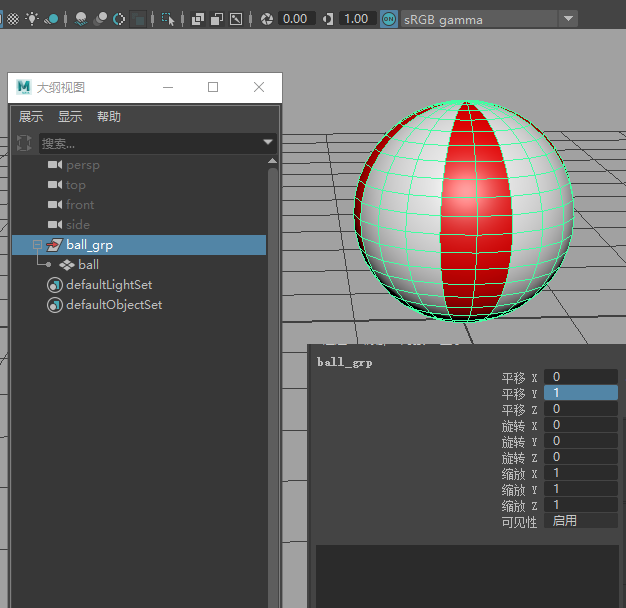 0.00 1.00 ON sRGB gamma
M 大纲视图
展示 显示 帮助
搜索...
persp
top
front
side
ball_grp
ball
defaultLightSet
defaultObjectSet
ball_grp
平移 X 0
平移 Y 1
平移 Z 0
旋转 X 0
旋转 Y 0
旋转 Z 0
缩放 X 1
缩放 Y 1
缩放 Z 1
可见性 启用